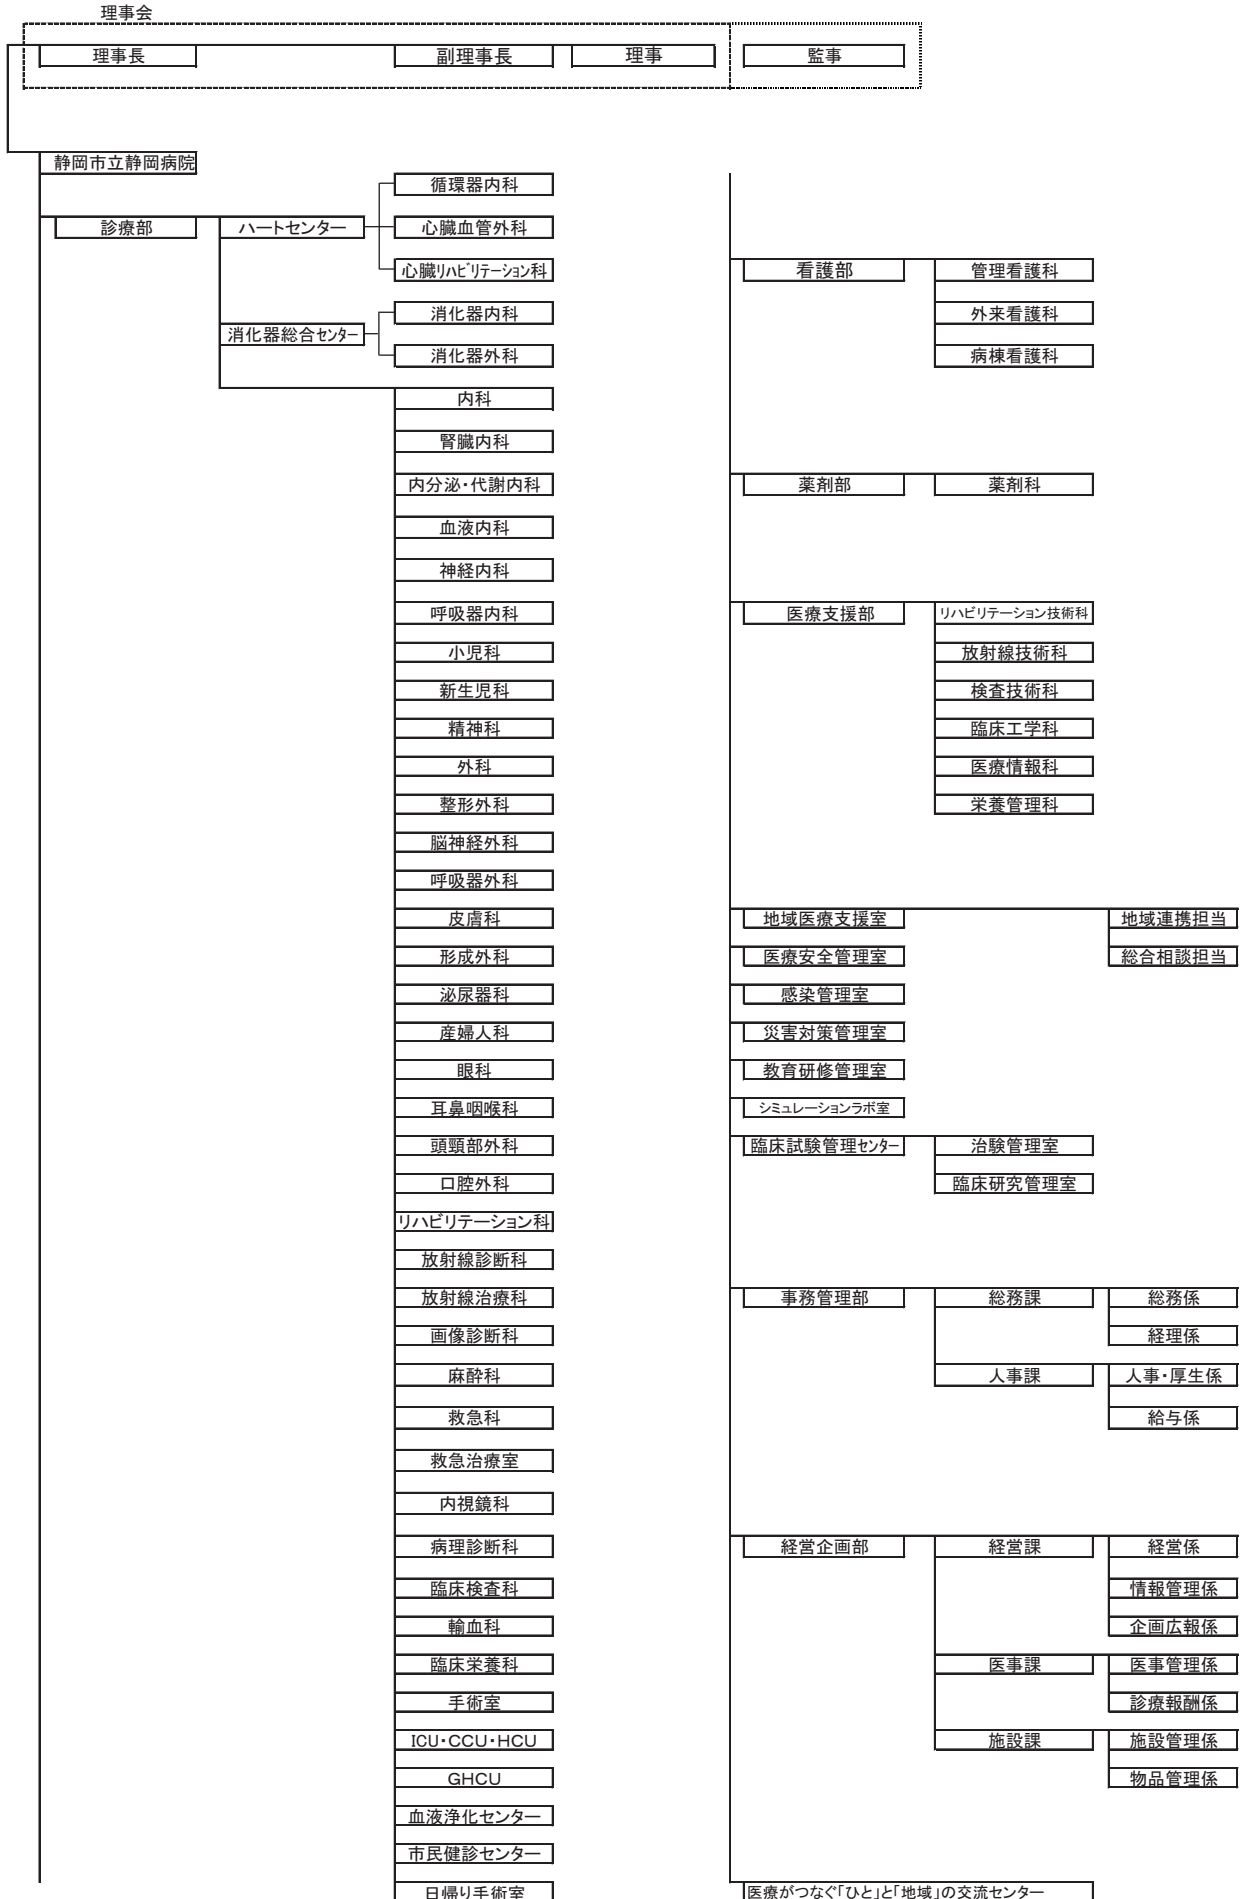 理事会
理事長
副理事長
理事
監事
静岡市立静岡病院
診療部
ハートセンター
循環器内科
心臓血管外科
心臓リハビリテーション科
消化器総合センター
消化器内科
消化器外科
内科
腎臓内科
内分泌・代謝内科
血液内科
神経内科
呼吸器内科
小児科
新生児科
精神科
外科
整形外科
脳神経外科
呼吸器外科
皮膚科
形成外科
泌尿器科
産婦人科
眼科
耳鼻咽喉科
頭頸部外科
口腔外科
リハビリテーション科
放射線診断科
放射線治療科
画像診断科
麻酔科
救急科
救急治療室
内視鏡科
病理診断科
臨床検査科
輸血科
臨床栄養科
手術室
ICU・CCU・HCU
GHCU
血液浄化センター
市民健診センター
日帰り手術室
看護部
管理看護科
外来看護科
病棟看護科
薬剤部
薬剤科
医療支援部
リハビリテーション技術科
放射線技術科
検査技術科
臨床工学科
医療情報科
栄養管理科
地域医療支援室
地域連携担当
総合相談担当
医療安全管理室
感染管理室
災害対策管理室
教育研修管理室
シミュレーションラボ室
臨床試験管理センター
治験管理室
臨床研究管理室
事務管理部
総務課
総務係
経理係
人事課
人事・厚生係
給与係
経営企画部
経営課
経営係
情報管理係
企画広報係
医事課
医事管理係
診療報酬係
施設課
施設管理係
物品管理係
医療がつなぐ「ひと」と「地域」の交流センター